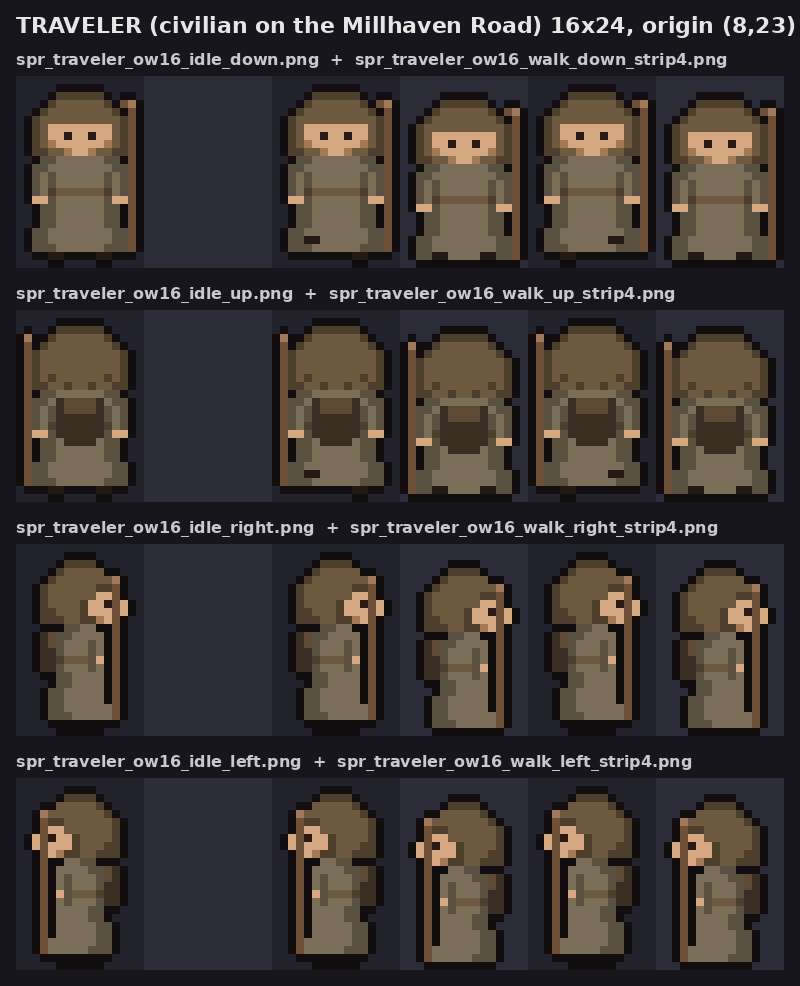 TRAVELER (civilian on the Millhaven Road) 16x24, origin (8,23)
spr_traveler_ow16_idle_down.png + spr_traveler_ow16_walk_down_strip4.png
spr_traveler_ow16_idle_up.png + spr_traveler_ow16_walk_up_strip4.png
spr_traveler_ow16_idle_right.png + spr_traveler_ow16_walk_right_strip4.png
spr_traveler_ow16_idle_left.png + spr_traveler_ow16_walk_left_strip4.png